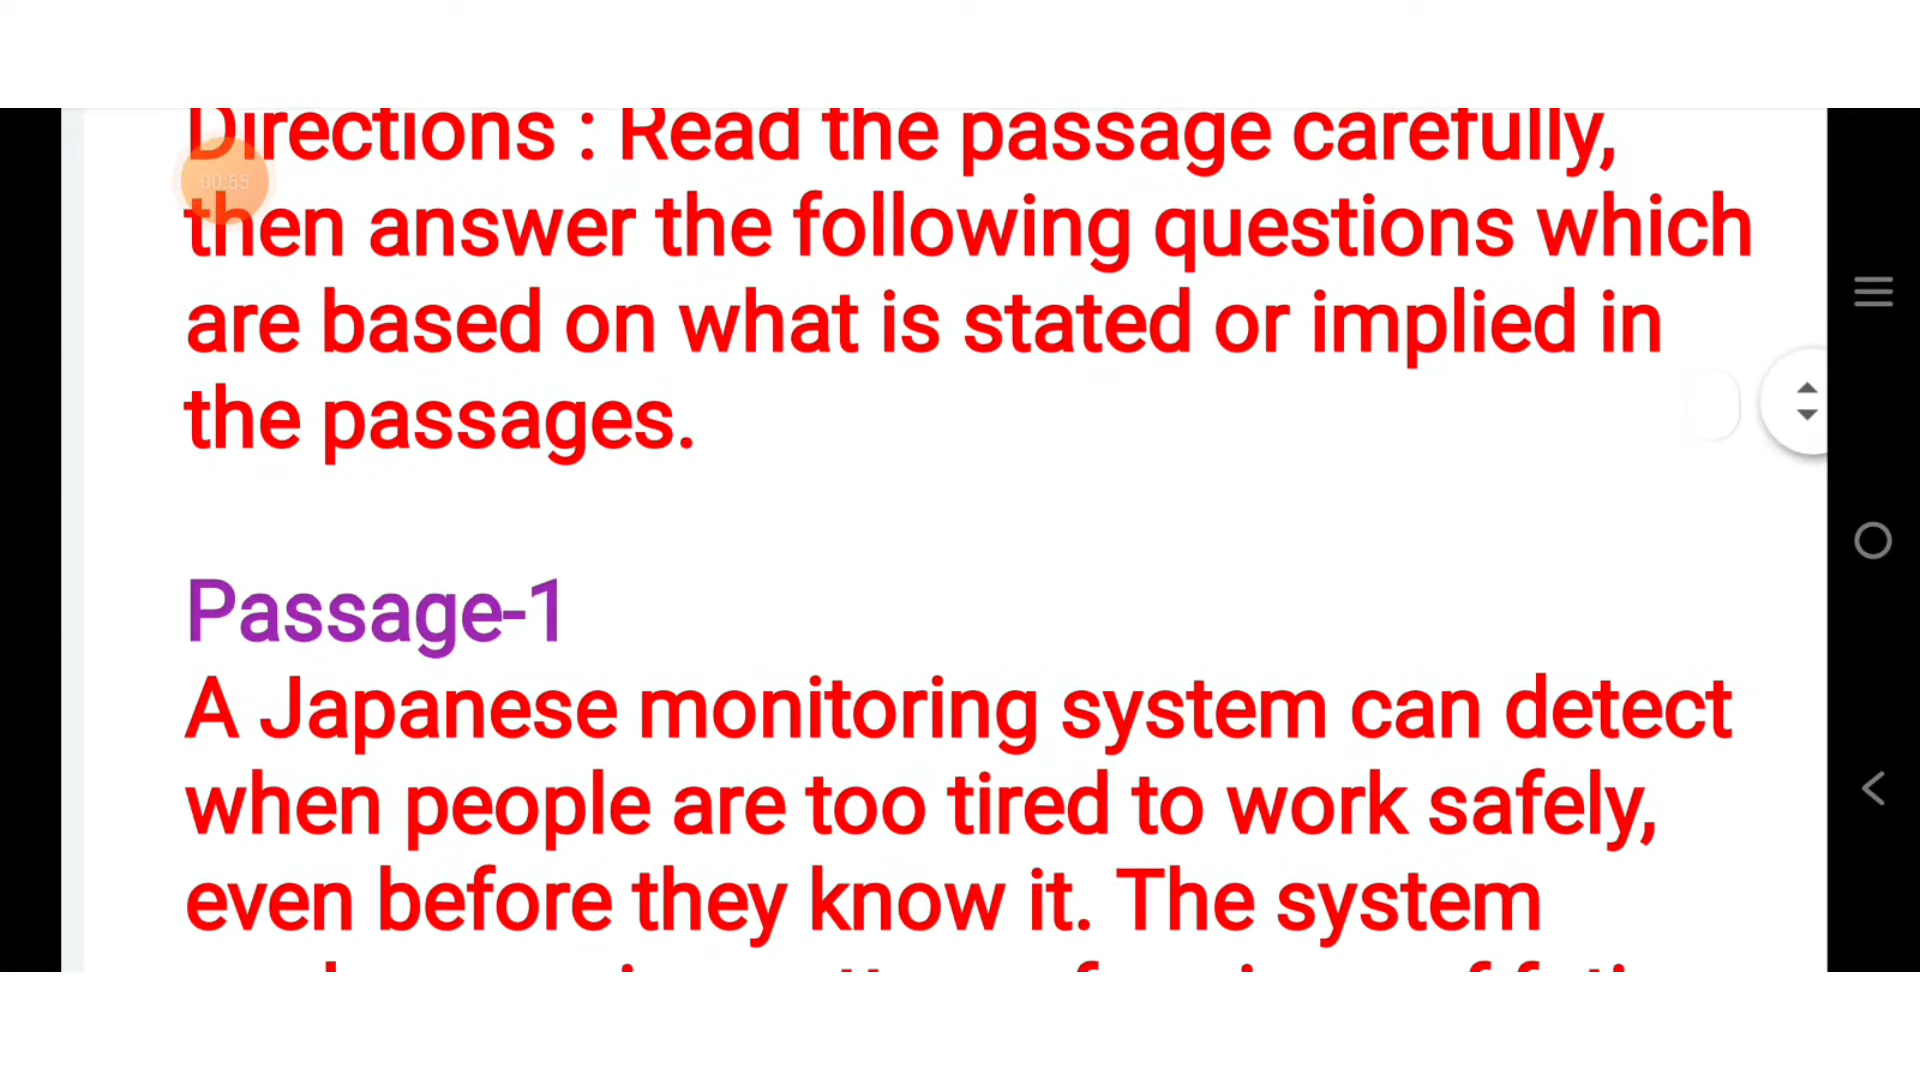 Directions : Read the passage carefully,
00:55
then answer the following questions which
are based on what is stated or implied in
the passages.
Passage-1
A Japanese monitoring system can detect
when people are too tired to work safely,
even before they know it. The system